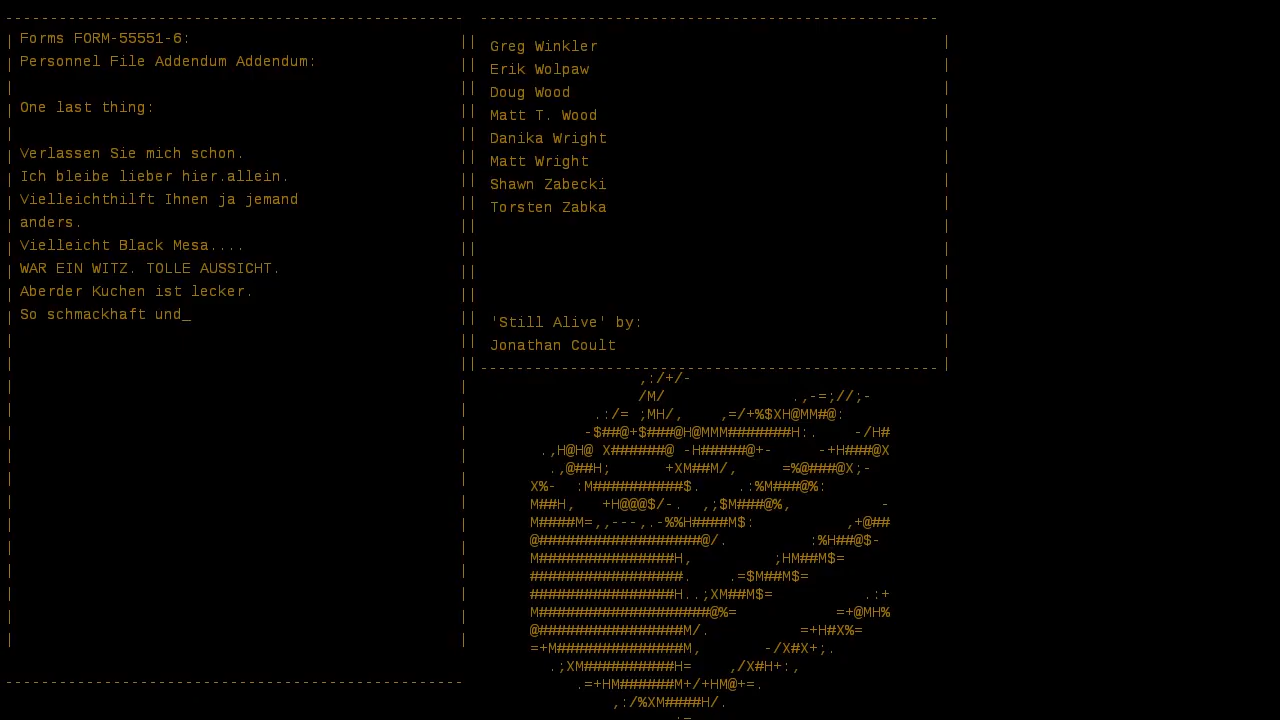 Forms FORM-55551-6:
Personnel File Addendum Addendum:
One last thing:
Verlassen Sie mich schon.
Ich bleibe lieber hier.allein.
Vielleichthilft Ihnen ja jemand
anders.
Vielleicht Black Mesa....
WAR EIN WITZ. TOLLE AUSSICHT.
Aberder Kuchen ist lecker.
So schmackhaft und_
Greg Winkler
Erik Wolpaw
Doug Wood
Matt T. Wood
Danika Wright
Matt Wright
Shawn Zabecki
Torsten Zabka
'Still Alive' by:
Jonathan Coult